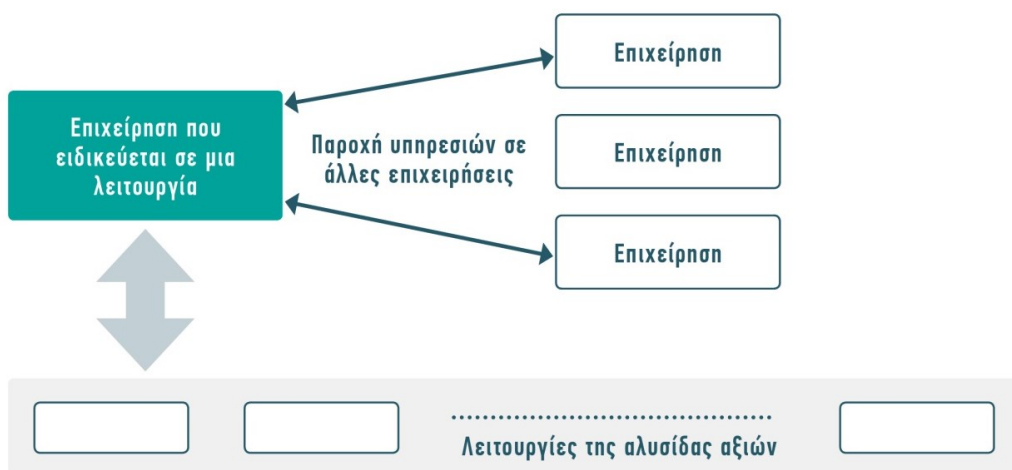 Επιχείρηση
Επιχείρηση που
ειδικεύεται σε μια
λειτουργία
Παροχή υπηρεσιών σε
άλλες επιχειρήσεις
Επιχείρηση
Επιχείρηση
Λειτουργίες της αλυσίδας αξιών